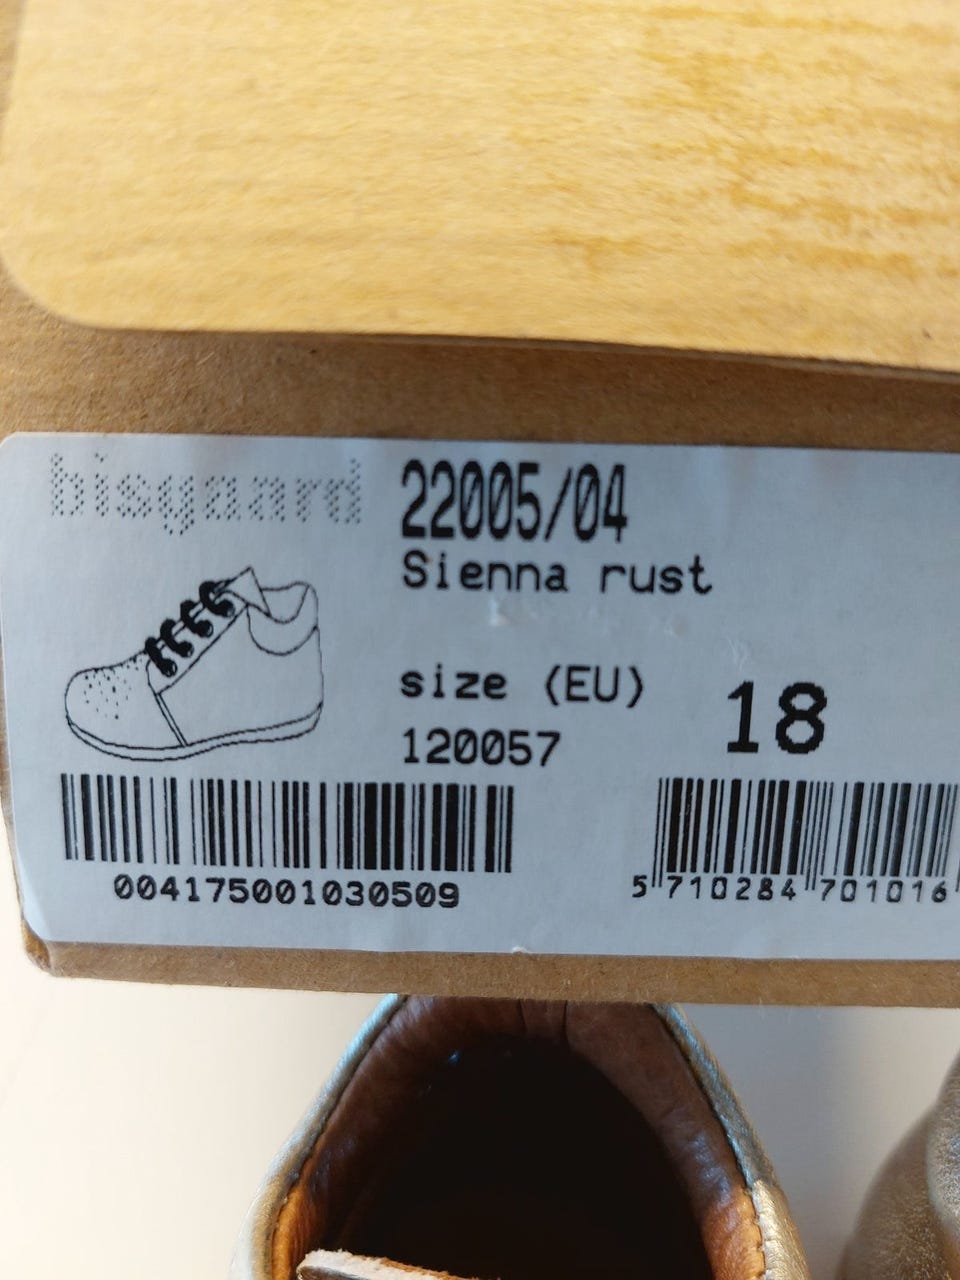 bisgaard
22005/04
Sienna rust
size (EU)
18
120057
004175001030509
5 710284 701016